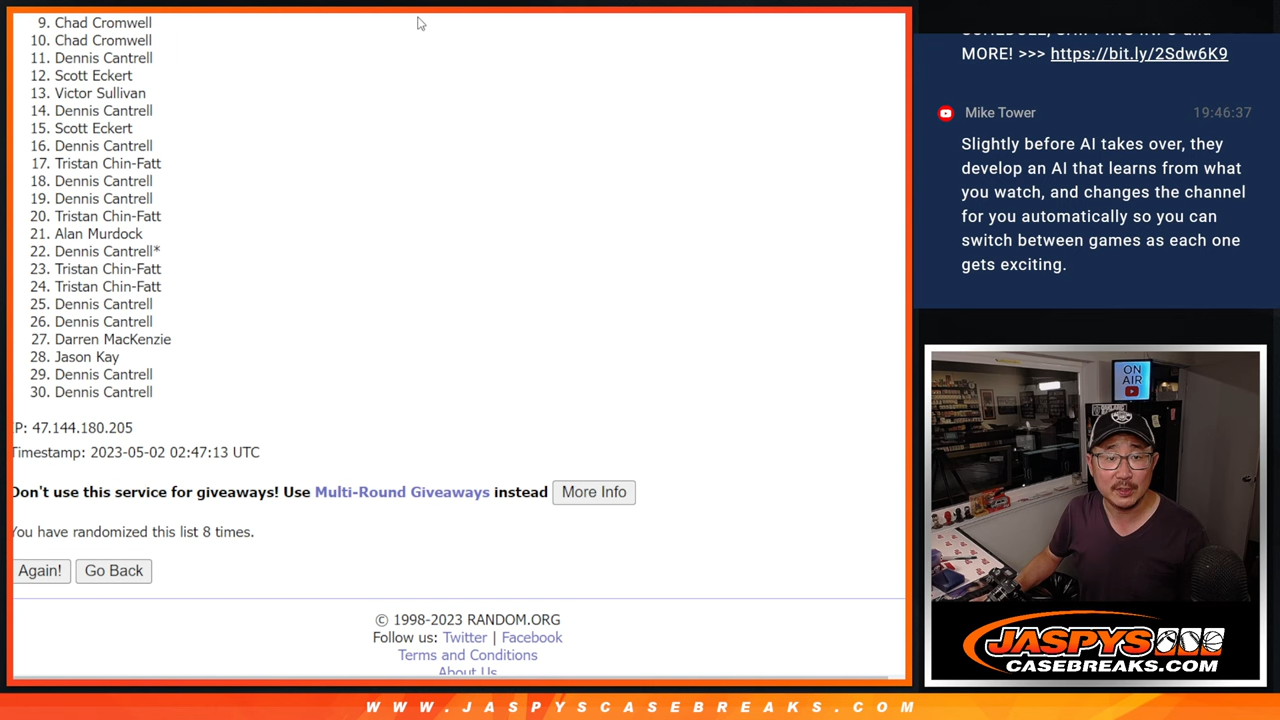 9. Chad Cromwell
10. Chad Cromwell
11. Dennis Cantrell
12. Scott Eckert
13. Victor Sullivan
14. Dennis Cantrell
15. Scott Eckert
16. Dennis Cantrell
17. Tristan Chin-Fatt
18. Dennis Cantrell
19. Dennis Cantrell
20. Tristan Chin-Fatt
21. Alan Murdock
22. Dennis Cantrell*
23. Tristan Chin-Fatt
24. Tristan Chin-Fatt
25. Dennis Cantrell
26. Dennis Cantrell
27. Darren MacKenzie
28. Jason Kay
29. Dennis Cantrell
30. Dennis Cantrell
IP: 47.144.180.205
Timestamp: 2023-05-02 02:47:13 UTC
Don't use this service for giveaways! Use Multi-Round Giveaways instead More Info
You have randomized this list 8 times.
Again! Go Back
© 1998-2023 RANDOM.ORG
Follow us: Twitter | Facebook
Terms and Conditions
About Us
MORE! >>> https://bit.ly/2Sdw6K9
Mike Tower 19:46:37
Slightly before AI takes over, they
develop an AI that learns from what
you watch, and changes the channel
for you automatically so you can
switch between games as each one
gets exciting.
ON
AIR
JASPYS
CASEBREAKS.COM
WWW.JASPYSCASEBREAKS.COM